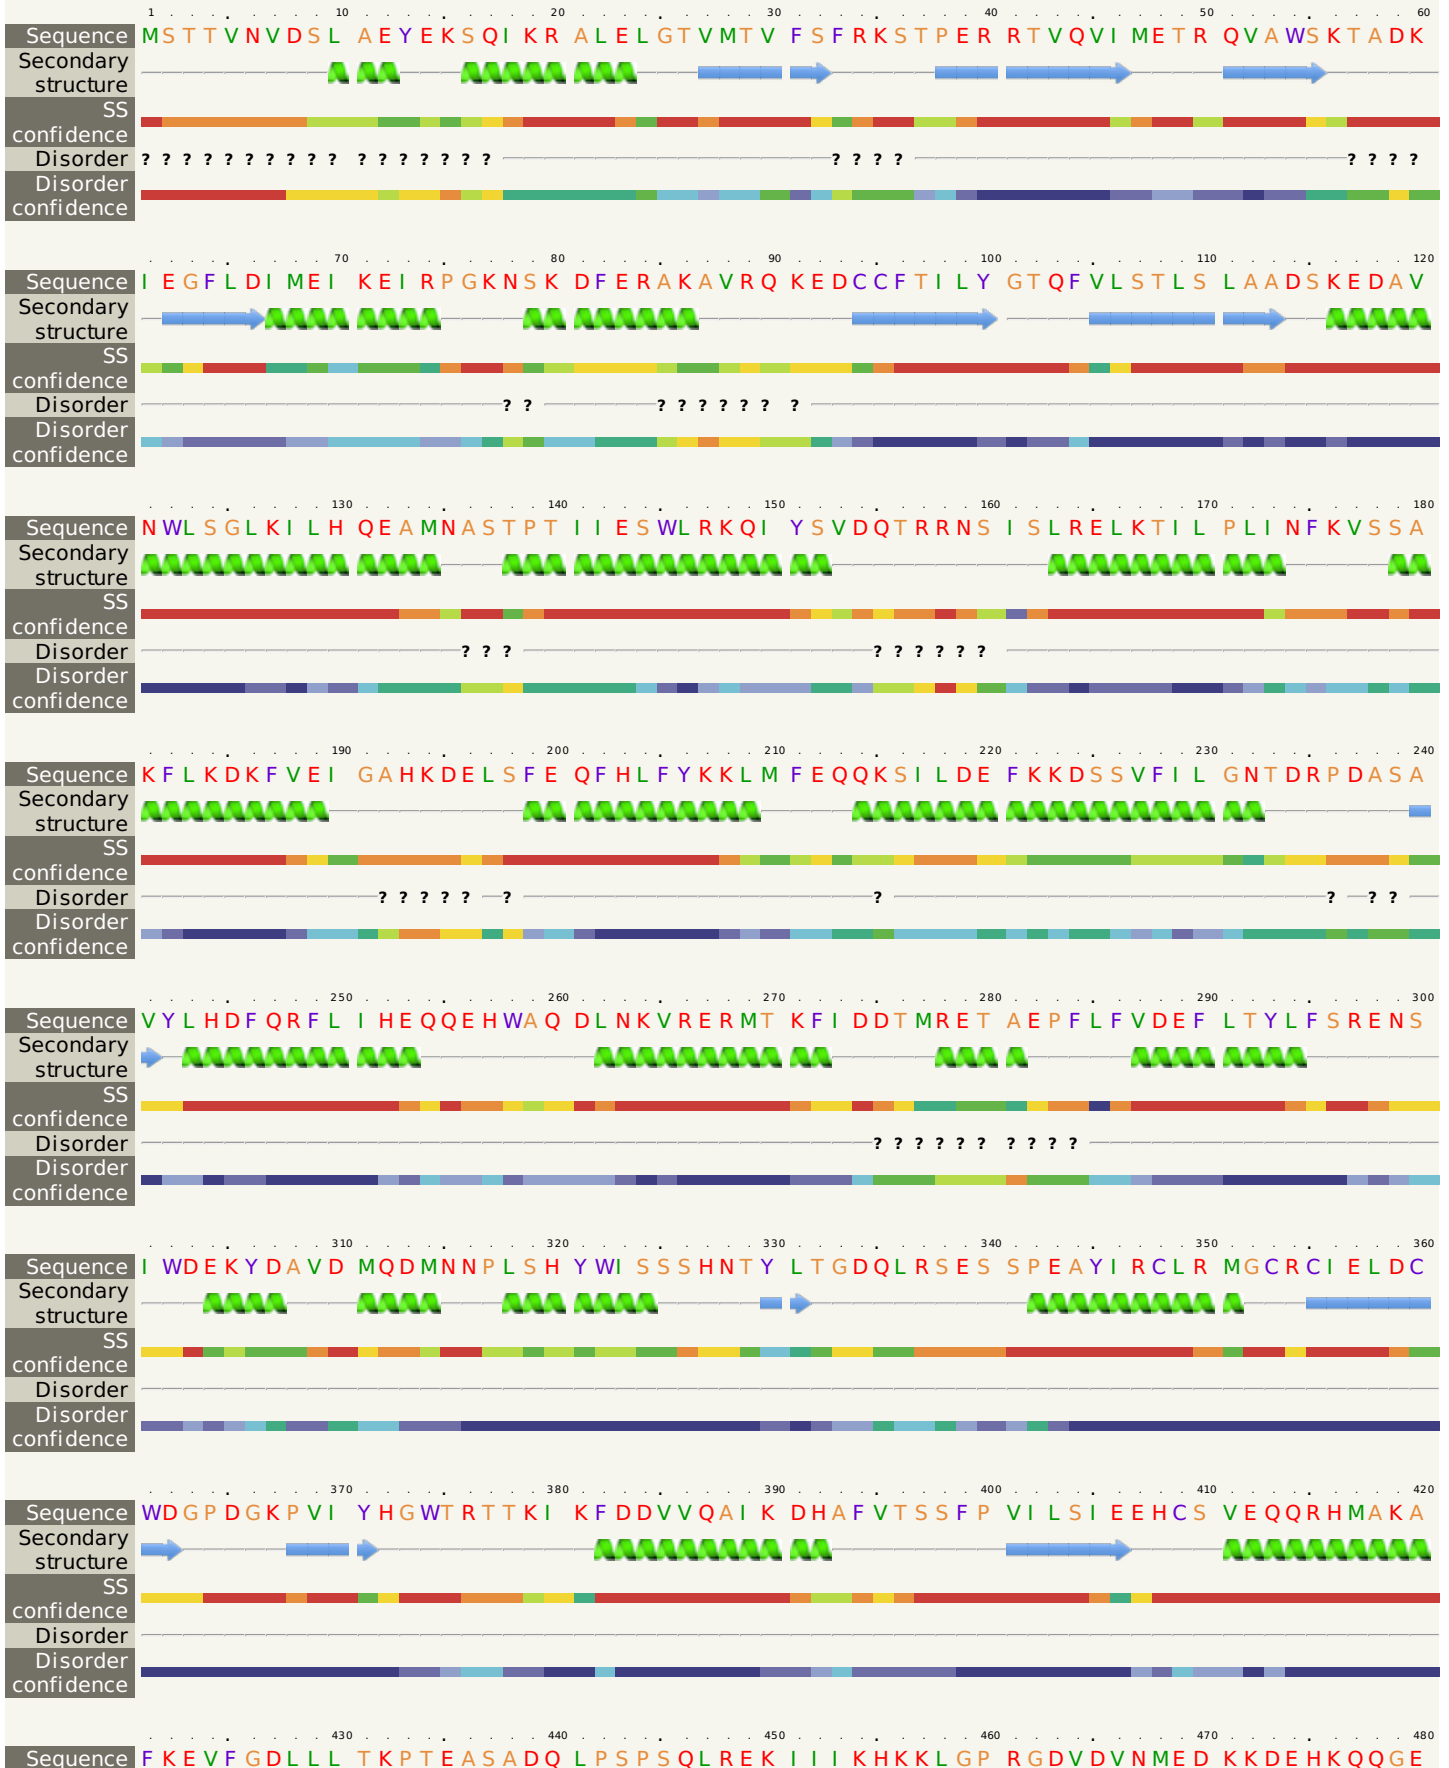 1 10 20 30 40 50 60
Sequence MSTTVNVDSL AEYEKSQIKR ALELGTVMTV FSFRKSTPER RTVQVIMETR QVAWSKTADK
Secondary
structure
SS
confidence
Disorder ? ? ? ? ? ? ? ? ? ? ? ? ? ? ? ? ? ? ? ? ? ? ? ? ?
Disorder
confidence
70 80 90 100 110 120
Sequence IEGFLDIMEI KEIRPGKNSK DFERAKAVRQ KEDCCFTILY GTQFVLSTLS LAADSKEDAV
Secondary
structure
SS
confidence
Disorder ? ? ? ? ? ? ? ? ?
Disorder
confidence
130 140 150 160 170 180
Sequence NWLSGLKILH QEAMNASTPT IIESWLRKQI YSVDQTRRNS ISLRELKTIL PLINFKVSSA
Secondary
structure
SS
confidence
Disorder ? ? ? ? ? ? ? ? ?
Disorder
confidence
190 200 210 220 230 240
Sequence KFLKDKFVEI GAHKDELSFE QFHLFYKKLM FEQQKSILDE FKKDSSVFIL GNTDRPDASA
Secondary
structure
SS
confidence
Disorder ? ? ? ? ? ? ? ? ? ?
Disorder
confidence
250 260 270 280 290 300
Sequence VYLHDFQRFL IHEQQEHWAQ DLNKVRERMT KFIDDTMRET AEPFLFVDEF LTYLFSRENS
Secondary
structure
SS
confidence
Disorder ? ? ? ? ? ? ? ? ? ?
Disorder
confidence
310 320 330 340 350 360
Sequence IWDEKYDAVD MQDMNNPLSH YWISSSHNTY LTGDQLRSES SPEAYIRCLR MGCRCIELDC
Secondary
structure
SS
confidence
Disorder
Disorder
confidence
370 380 390 400 410 420
Sequence WDGPDGKPVI YHGWTRTTKI KFDDVVQAIK DHAFVTSSFP VILSIEEHCS VEQQRHMAKA
Secondary
structure
SS
confidence
Disorder
Disorder
confidence
430 440 450 460 470 480
Sequence FKEVFGDLLL TKPTEASADQ LPSPSQLREK IIIKHKKLGP RGDVDVNMED KKDEHKQQGE